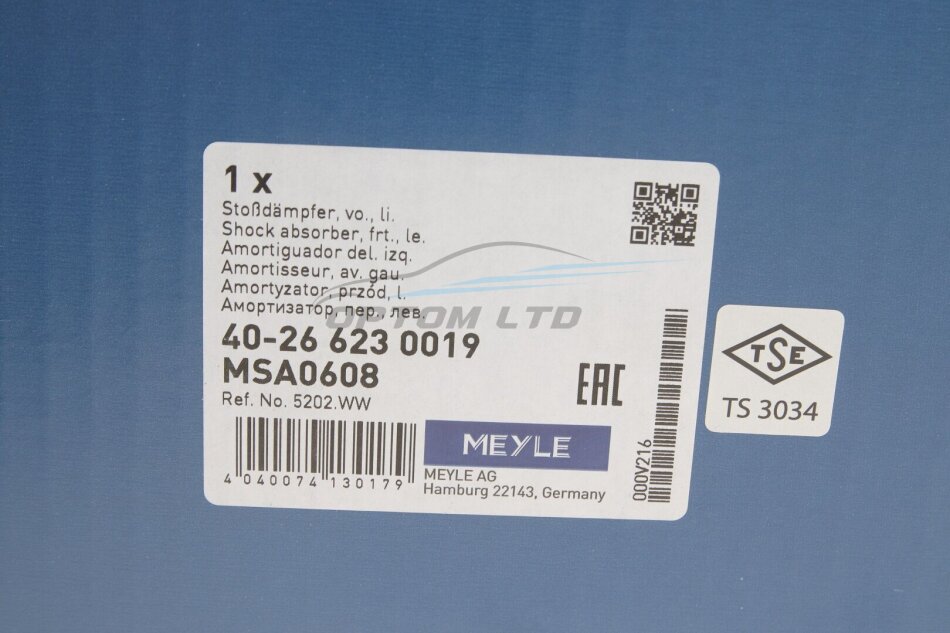 1 x
Stoßdämpfer, vo., li.
Shock absorber, frt., le.
Amortiguador del. izq.
Amortisseur, av. gau.
Amortyzator, przód, l.
Амортизатор, пер., лев.
OPTOM LTD
40-26 623 0019
MSA0608
Ref. No. 5202.WW
EAC
4 040074 130179
MEYLE
MEYLE AG
Hamburg 22143, Germany
000V216
TSE
TS 3034